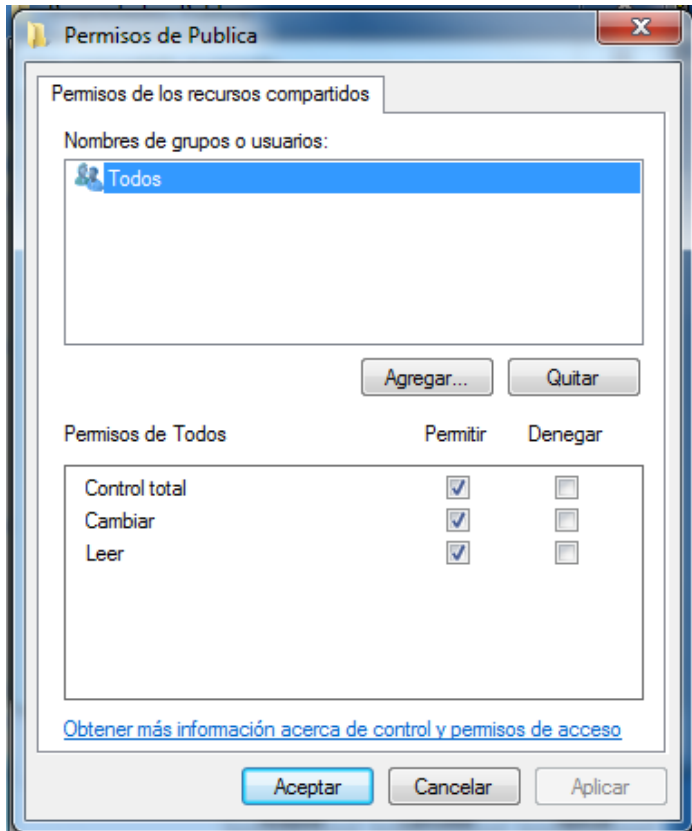 Permisos de Publica
Permisos de los recursos compartidos
Nombres de grupos o usuarios:
Todos
Agregar... Quitar
Permisos de Todos Permitir Denegar
Control total
Cambiar
Leer
Obtener más información acerca de control y permisos de acceso
Aceptar Cancelar Aplicar